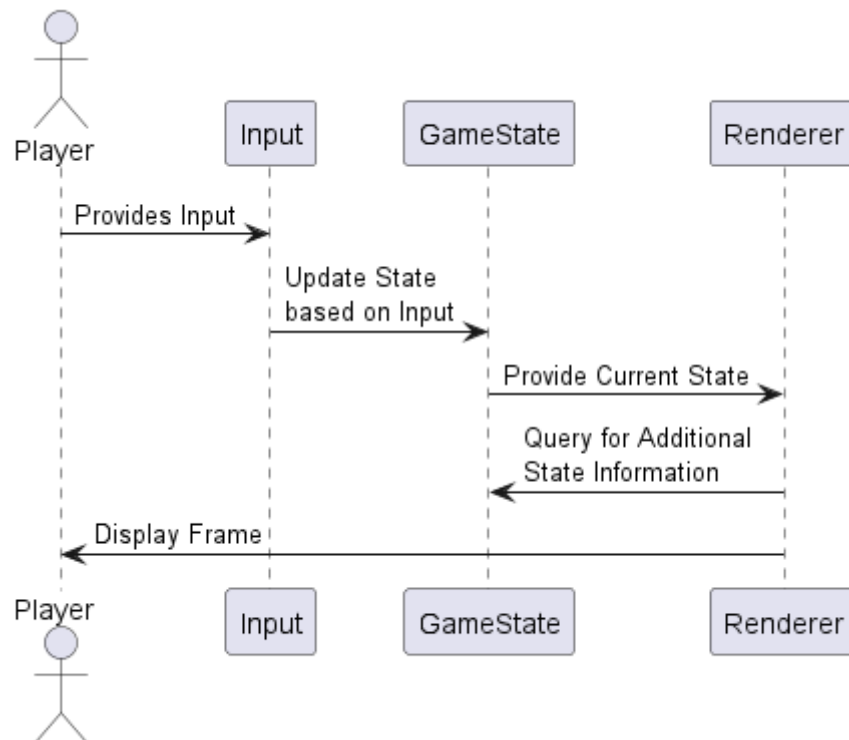 Player
Input
GameState
Renderer
Provides Input
Update State
based on Input
Provide Current State
Query for Additional
State Information
Display Frame
Player
Input
GameState
Renderer